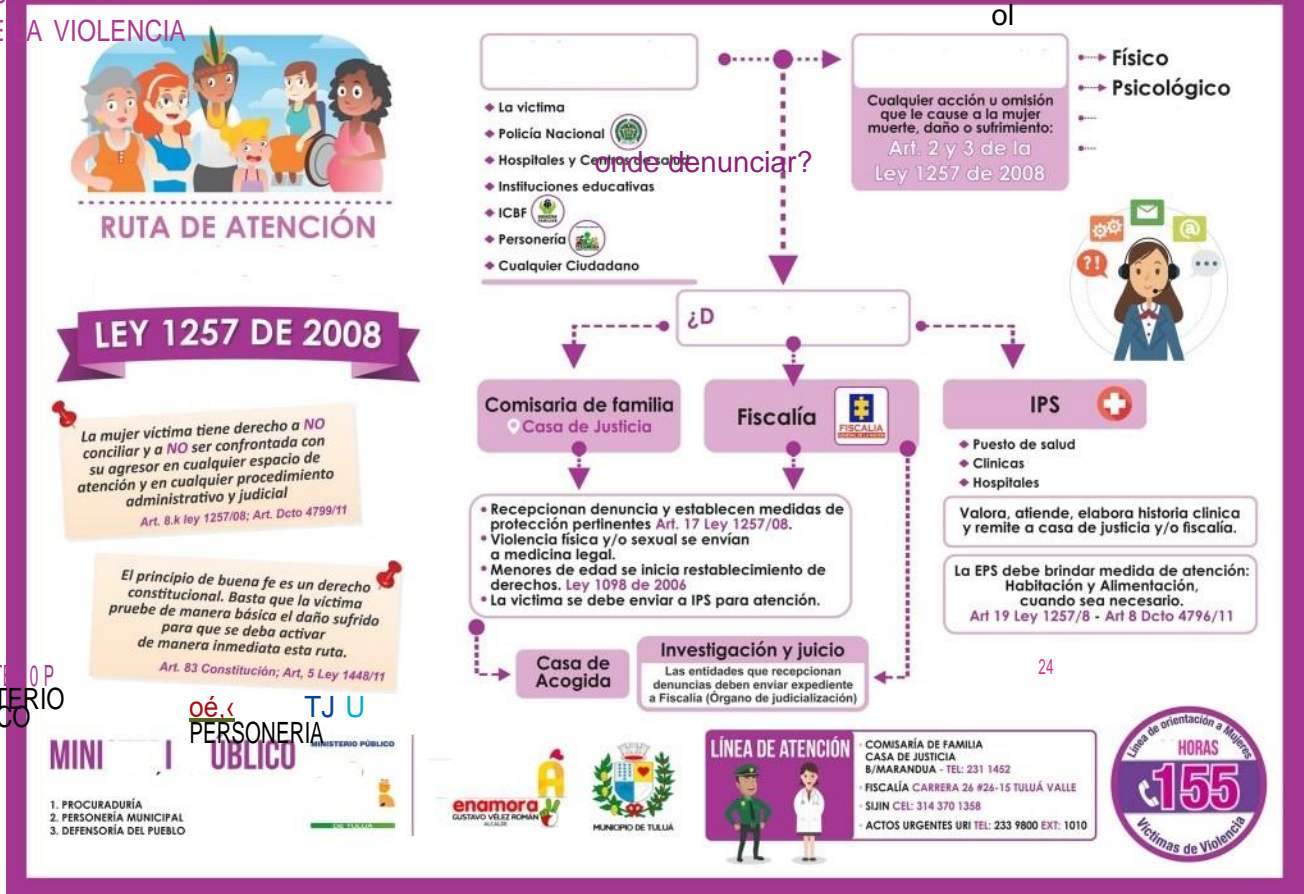 A VIOLENCIA
RUTA DE ATENCIÓN
LEY 1257 DE 2008
La mujer víctima tiene derecho a NO
conciliar y a NO ser confrontada con
su agresor en cualquier espacio de
atención y en cualquier procedimiento
administrativo y judicial
Art. 8.k ley 1257/08; Art. Dcto 4799/11
El principio de buena fe es un derecho
constitucional. Basta que la víctima
pruebe de manera básica el daño sufrido
para que se deba activar
de manera inmediata esta ruta.
Art. 83 Constitución; Art, 5 Ley 1448/11
ol
La victima
Policía Nacional
Hospitales y Centros de salud
Instituciones educativas
ICBF
Personería
Cualquier Ciudadano
Cualquier acción u omisión
que le cause a la mujer
muerte, daño o sufrimiento:
Art. 2 y 3 de la
Ley 1257 de 2008
Físico
Psicológico
onde denunciar?
¿D
Comisaria de familia
Casa de Justicia
Fiscalía
FISCALIA
IPS
Puesto de salud
Clinicas
Hospitales
Recepcionan denuncia y establecen medidas de
protección pertinentes Art. 17 Ley 1257/08.
Violencia física y/o sexual se envían
a medicina legal.
Menores de edad se inicia restablecimiento de
derechos. Ley 1098 de 2006
La victima se debe enviar a IPS para atención.
Valora, atiende, elabora historia clinica
y remite a casa de justicia y/o fiscalía.
La EPS debe brindar medida de atención:
Habitación y Alimentación,
cuando sea necesario.
Art 19 Ley 1257/8 - Art 8 Dcto 4796/11
Casa de
Acogida
Investigación y juicio
Las entidades que recepcionan
denuncias deben enviar expediente
a Fiscalia (Órgano de judicialización)
24
0 P
TERIO
CO
oé,‹ TJ U
PERSONERIA
MINISTERIO PÚBLICO
MINI I ÚBLICO
1. PROCURADURÍA
2. PERSONERÍA MUNICIPAL
3. DEFENSORÍA DEL PUEBLO
DE TULUÁ
enamora
GUSTAVO VÉLEZ ROMÁN
ALCALDE
MUNICIPIO DE TULUÁ
LÍNEA DE ATENCIÓN
COMISARÍA DE FAMILIA
CASA DE JUSTICIA
B/MARANDUA - TEL: 231 1452
FISCALÍA CARRERA 26 #26-15 TULUÁ VALLE
SIJIN CEL: 314 370 1358
ACTOS URGENTES URI TEL: 233 9800 EXT: 1010
Línea de orientación a Mujeres
HORAS
155
Víctimas de Violencia